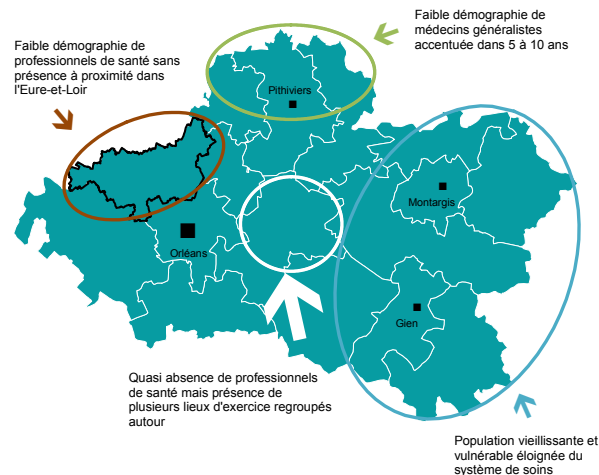 Faible démographie de
médecins généralistes
accentuée dans 5 à 10 ans
Faible démographie de
professionnels de santé sans
présence à proximité dans
l'Eure-et-Loir
Pithiviers
Montargis
Orléans
Gien
Quasi absence de professionnels
de santé mais présence de
plusieurs lieux d'exercice regroupés
autour
Population vieillissante et
vulnérable éloignée du
système de soins